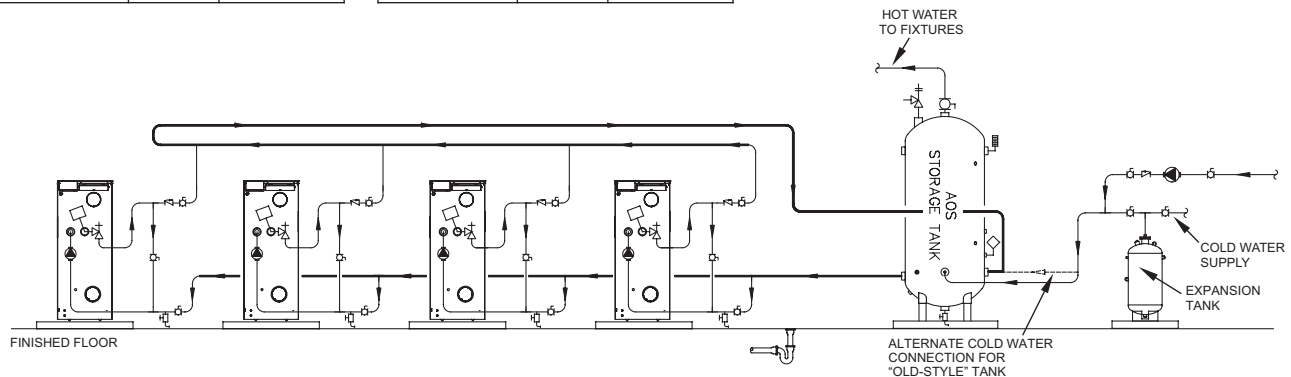 HOT WATER
TO FIXTURES
AOS
STORAGE TANK
COLD WATER
SUPPLY
EXPANSION
TANK
FINISHED FLOOR
ALTERNATE COLD WATER
CONNECTION FOR
"OLD-STYLE" TANK